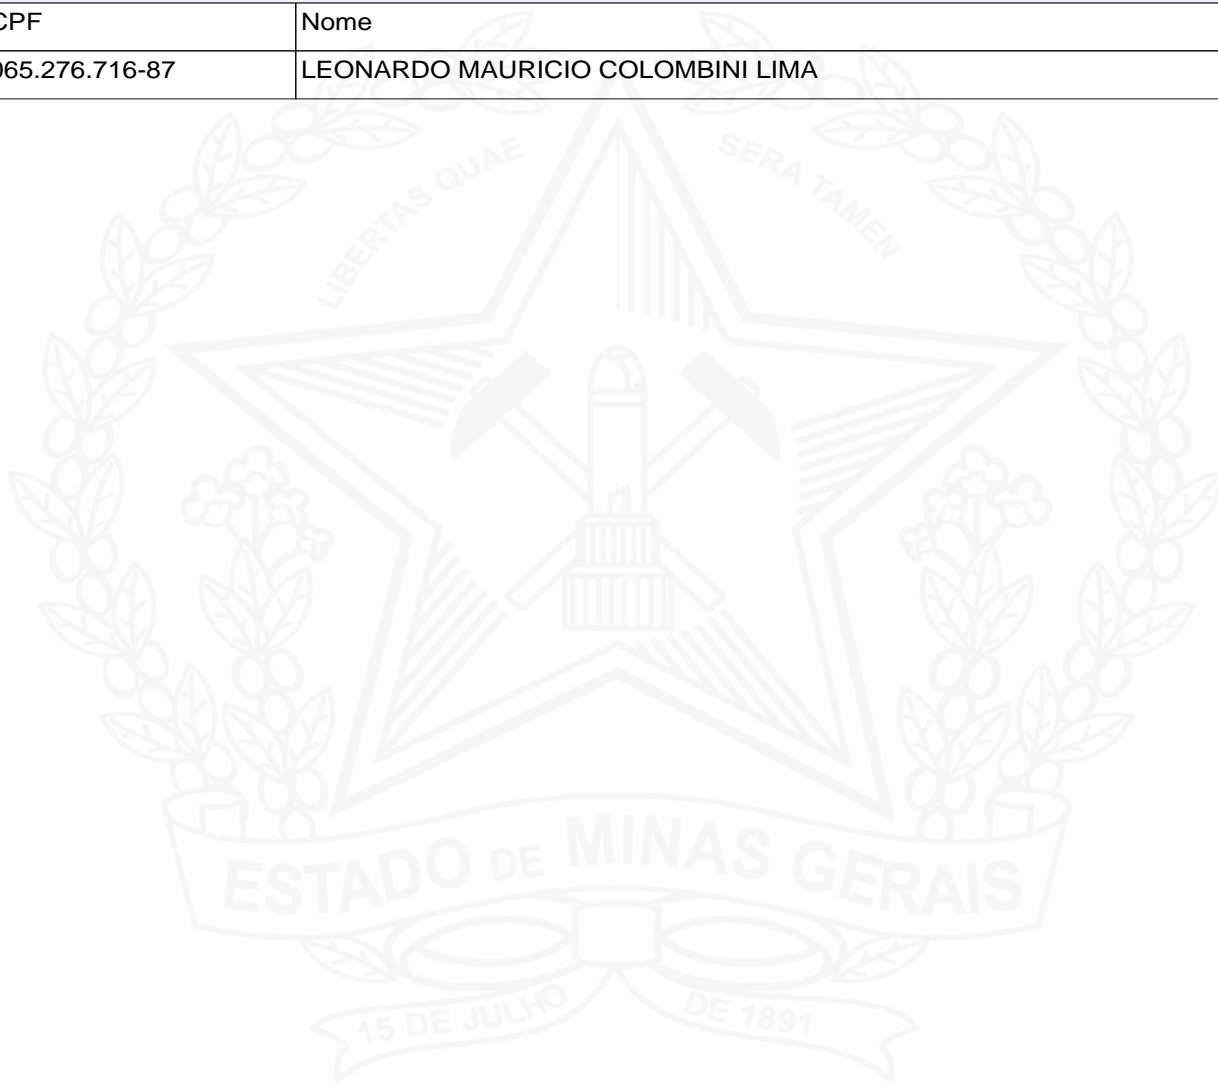 CPF Nome
065.276.716-87 LEONARDO MAURICIO COLOMBINI LIMA
LIBERTAS QUAE SERA TAMEN
ESTADO DE MINAS GERAIS
15 DE JULHO DE 1891